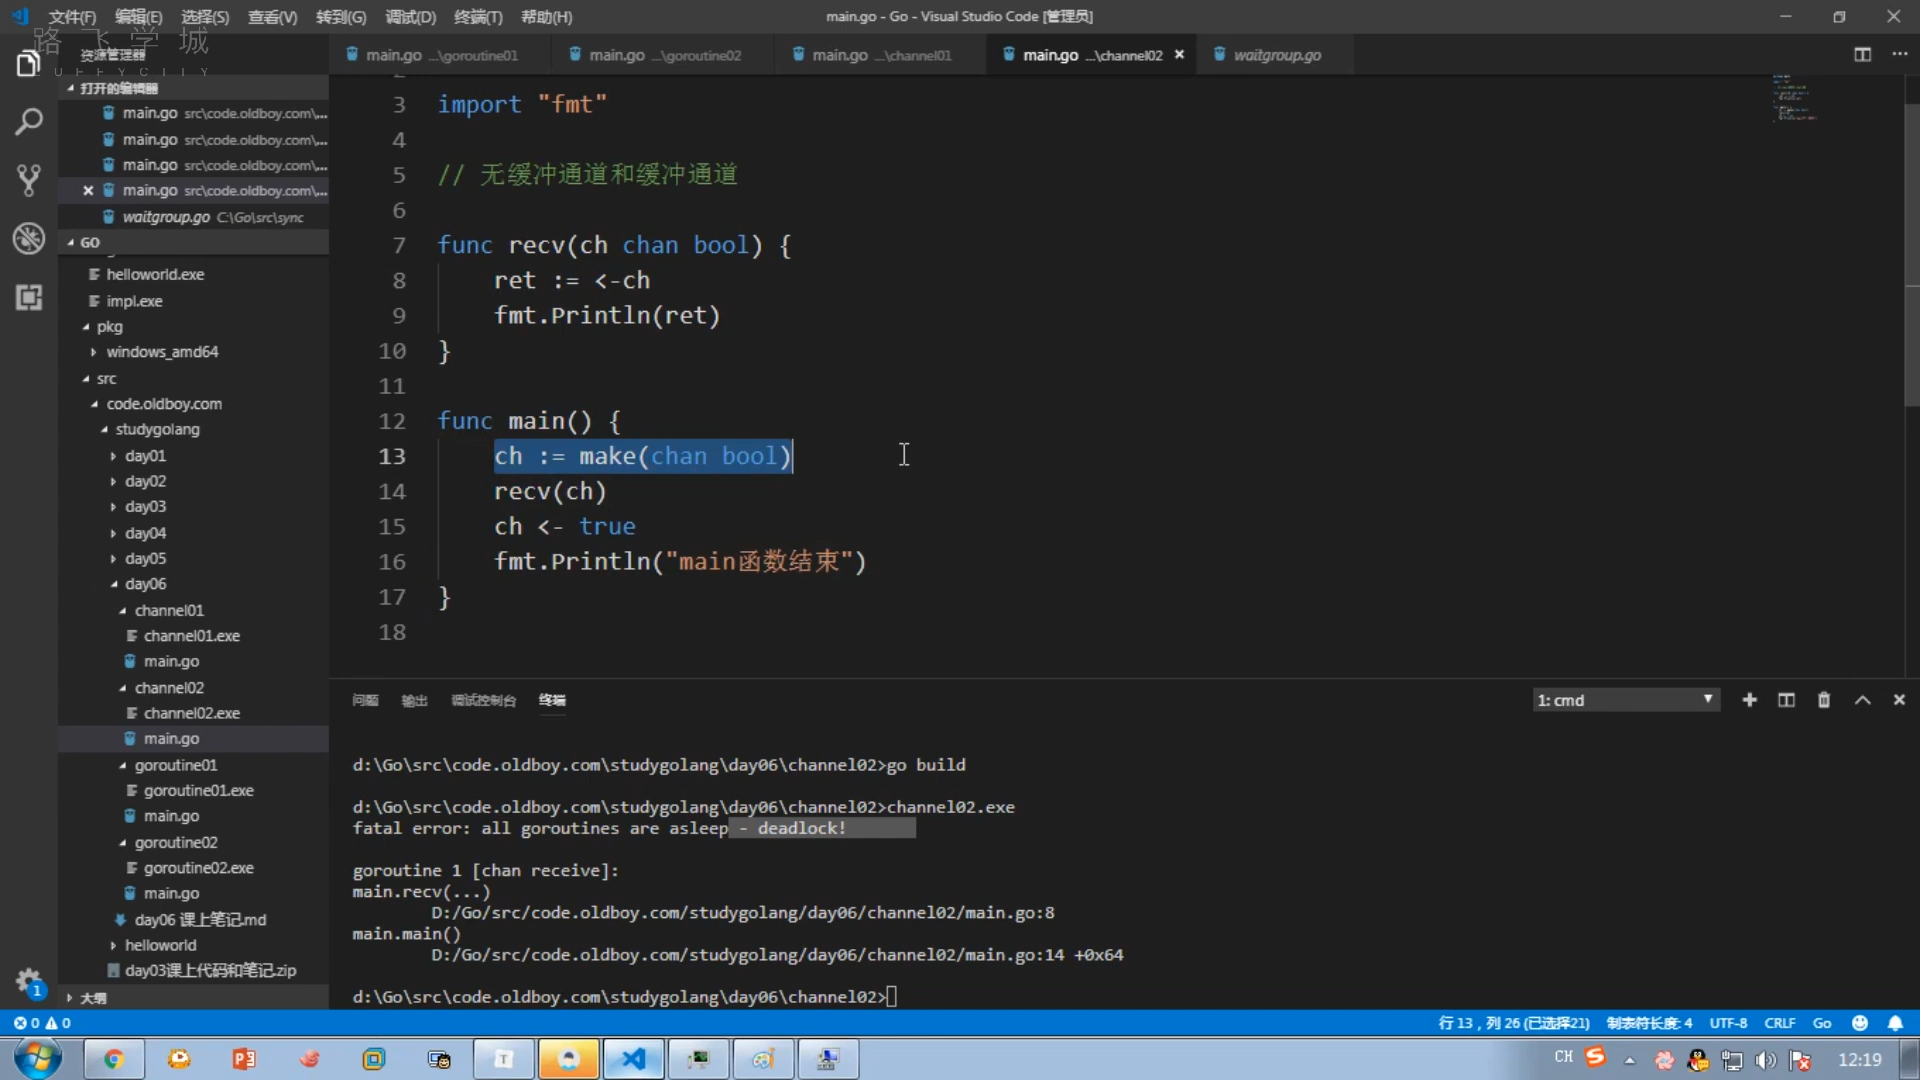 文件(F) 编辑(E) 选择(S) 查看(V) 转到(G) 调试(D) 终端(T) 帮助(H)
main.go - Go - Visual Studio Code [管理员]
路飞学城
UFFYCITY
资源管理器
main.go ...\goroutine01
main.go ...\goroutine02
main.go ...\channel01
main.go ...\channel02
waitgroup.go
打开的编辑器
main.go src\code.oldboy.com\...
main.go src\code.oldboy.com\...
main.go src\code.oldboy.com\...
main.go src\code.oldboy.com\...
waitgroup.go C:\Go\src\sync
GO
helloworld.exe
impl.exe
pkg
windows_amd64
src
code.oldboy.com
studygolang
day01
day02
day03
day04
day05
day06
channel01
channel01.exe
main.go
channel02
channel02.exe
main.go
goroutine01
goroutine01.exe
main.go
goroutine02
goroutine02.exe
main.go
day06 课上笔记.md
helloworld
day03课上代码和笔记.zip
大纲
3 import "fmt"
4
5 // 无缓冲通道和缓冲通道
6
7 func recv(ch chan bool) {
8 ret := <-ch
9 fmt.Println(ret)
10 }
11
12 func main() {
13 ch := make(chan bool)
14 recv(ch)
15 ch <- true
16 fmt.Println("main函数结束")
17 }
18
问题 输出 调试控制台 终端
1: cmd
d:\Go\src\code.oldboy.com\studygolang\day06\channel02>go build
d:\Go\src\code.oldboy.com\studygolang\day06\channel02>channel02.exe
fatal error: all goroutines are asleep - deadlock!
goroutine 1 [chan receive]:
main.recv(...)
D:/Go/src/code.oldboy.com/studygolang/day06/channel02/main.go:8
main.main()
D:/Go/src/code.oldboy.com/studygolang/day06/channel02/main.go:14 +0x64
d:\Go\src\code.oldboy.com\studygolang\day06\channel02>
1
0 0
行 13，列 26 (已选择21) 制表符长度: 4 UTF-8 CRLF Go
CH
12:19